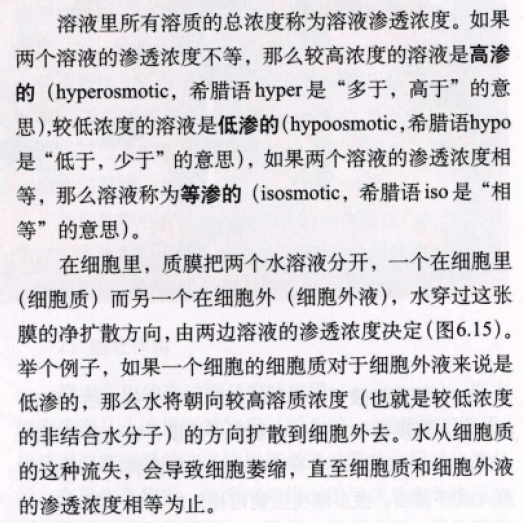 溶液里所有溶质的总浓度称为溶液渗透浓度。如果
两个溶液的渗透浓度不等，那么较高浓度的溶液是高渗
的（hyperosmotic，希腊语 hyper 是“多于，高于”的意
思）,较低浓度的溶液是低渗的（hypoosmotic，希腊语hypo
是“低于，少于”的意思），如果两个溶液的渗透浓度相
等，那么溶液称为等渗的（isosmotic，希腊语 iso 是“相
等”的意思）。
在细胞里，质膜把两个水溶液分开，一个在细胞里
（细胞质）而另一个在细胞外（细胞外液），水穿过这张
膜的净扩散方向，由两边溶液的渗透浓度决定（图6.15）。
举个例子，如果一个细胞的细胞质对于细胞外液来说是
低渗的，那么水将朝向较高溶质浓度（也就是较低浓度
的非结合水分子）的方向扩散到细胞外去。水从细胞质
的这种流失，会导致细胞萎缩，直至细胞质和细胞外液
的渗透浓度相等为止。